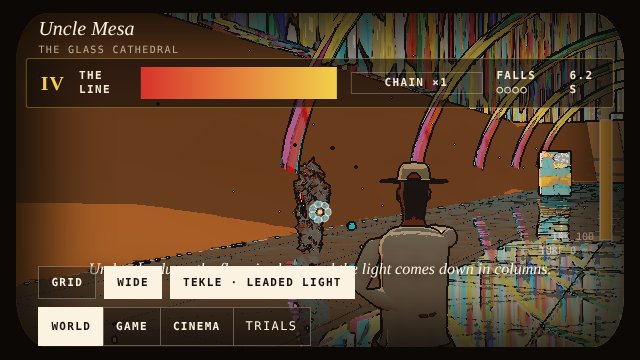 Uncle Mesa
THE GLASS CATHEDRAL
IV THE LINE CHAIN ×1 FALLS ○○○○ 6.2 S
light comes down in columns.
GRID WIDE TEKLE · LEADED LIGHT
WORLD GAME CINEMA TRIALS